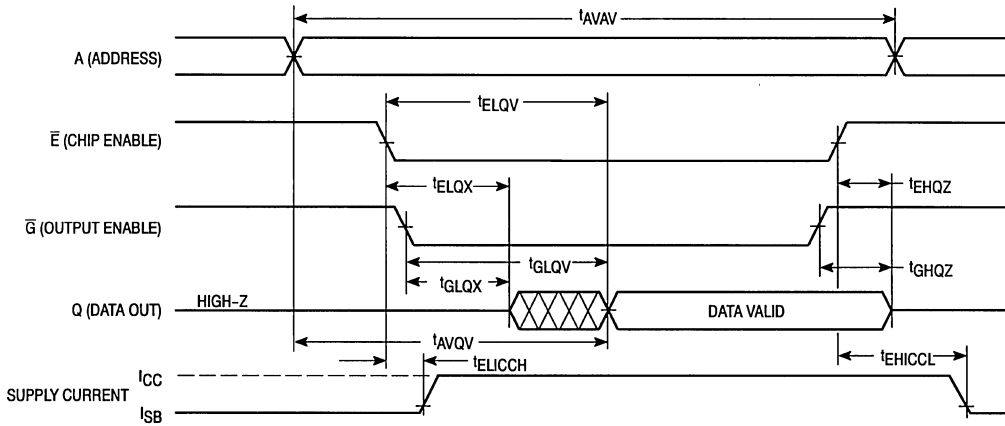 tAVAV
A (ADDRESS)
tELQV
E̅ (CHIP ENABLE)
tELQX
tEHQZ
G̅ (OUTPUT ENABLE)
tGLQV
tGHQZ
tGLQX
HIGH–Z
Q (DATA OUT)
DATA VALID
tAVQV
tELICCH
tEHICCL
ICC
SUPPLY CURRENT
ISB